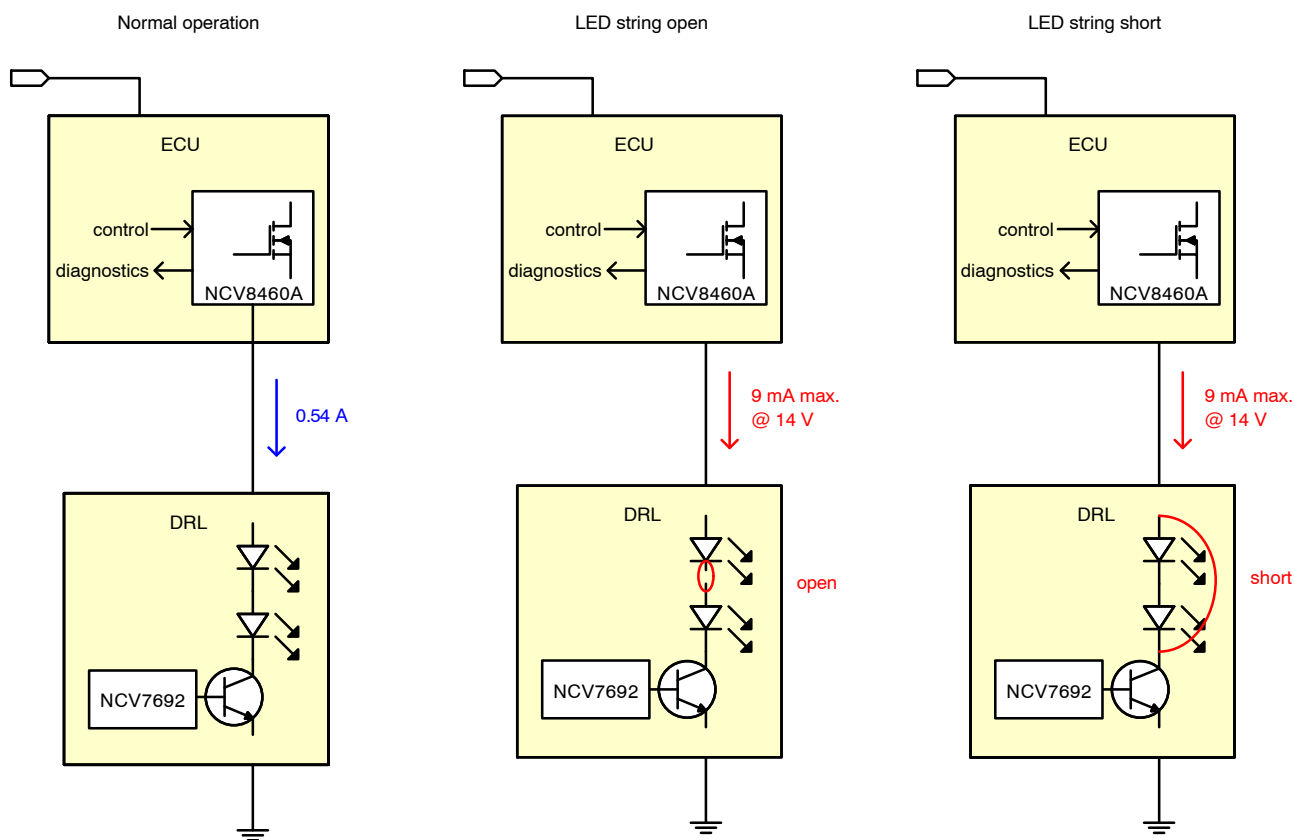 Normal operation
ECU
control
diagnostics
NCV8460A
0.54 A
DRL
NCV7692
LED string open
ECU
control
diagnostics
NCV8460A
9 mA max.
@ 14 V
DRL
open
NCV7692
LED string short
ECU
control
diagnostics
NCV8460A
9 mA max.
@ 14 V
DRL
short
NCV7692